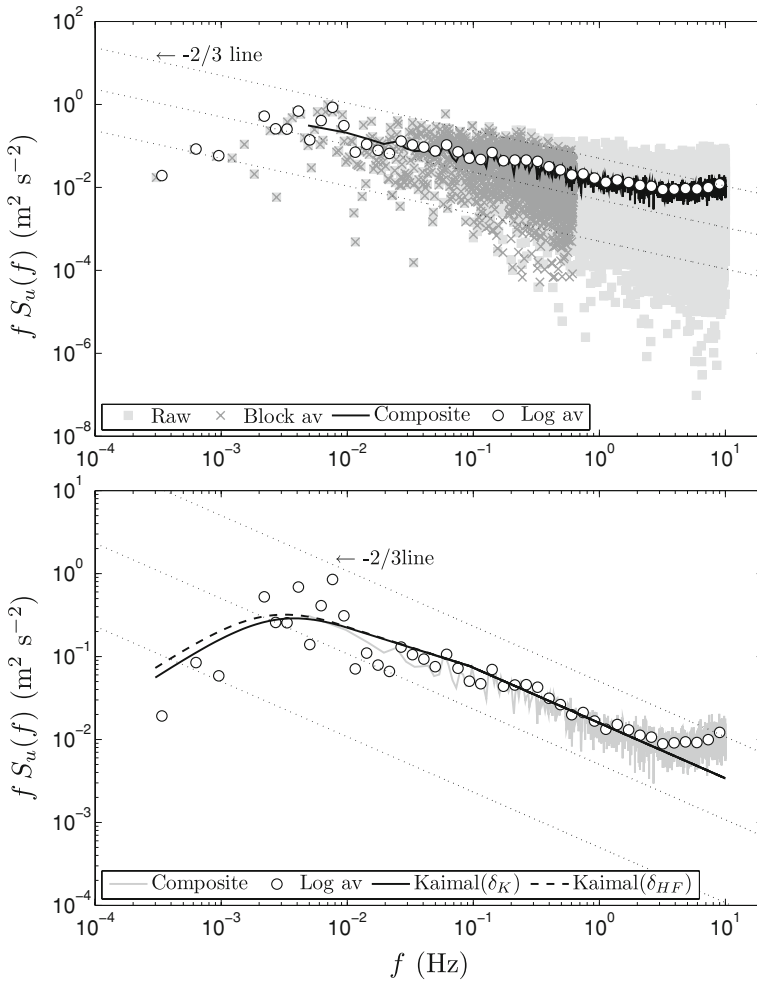 10^2
10^0
10^-2
10^-4
10^-6
10^-8
f S_u(f) (m^2 s^-2)
← -2/3 line
Raw × Block av Composite Log av
10^-4 10^-3 10^-2 10^-1 10^0 10^1
10^1
10^0
10^-1
10^-2
10^-3
10^-4
f S_u(f) (m^2 s^-2)
← -2/3line
Composite Log av Kaimal(δ_K) Kaimal(δ_HF)
10^-4 10^-3 10^-2 10^-1 10^0 10^1
f (Hz)